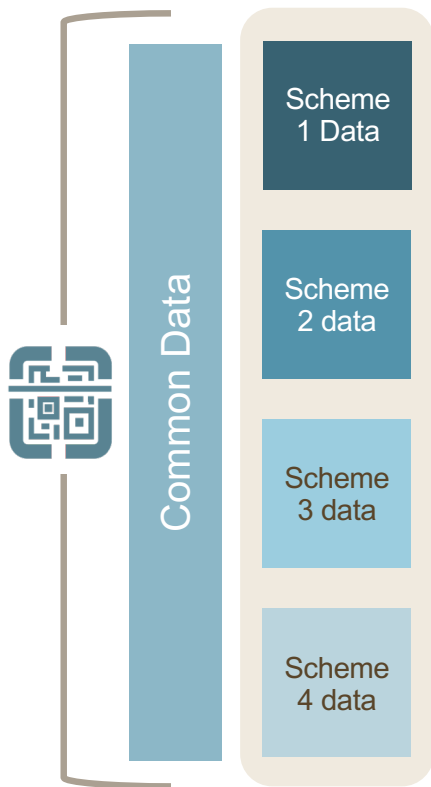 Common Data
Scheme
1 Data
Scheme
2 data
Scheme
3 data
Scheme
4 data